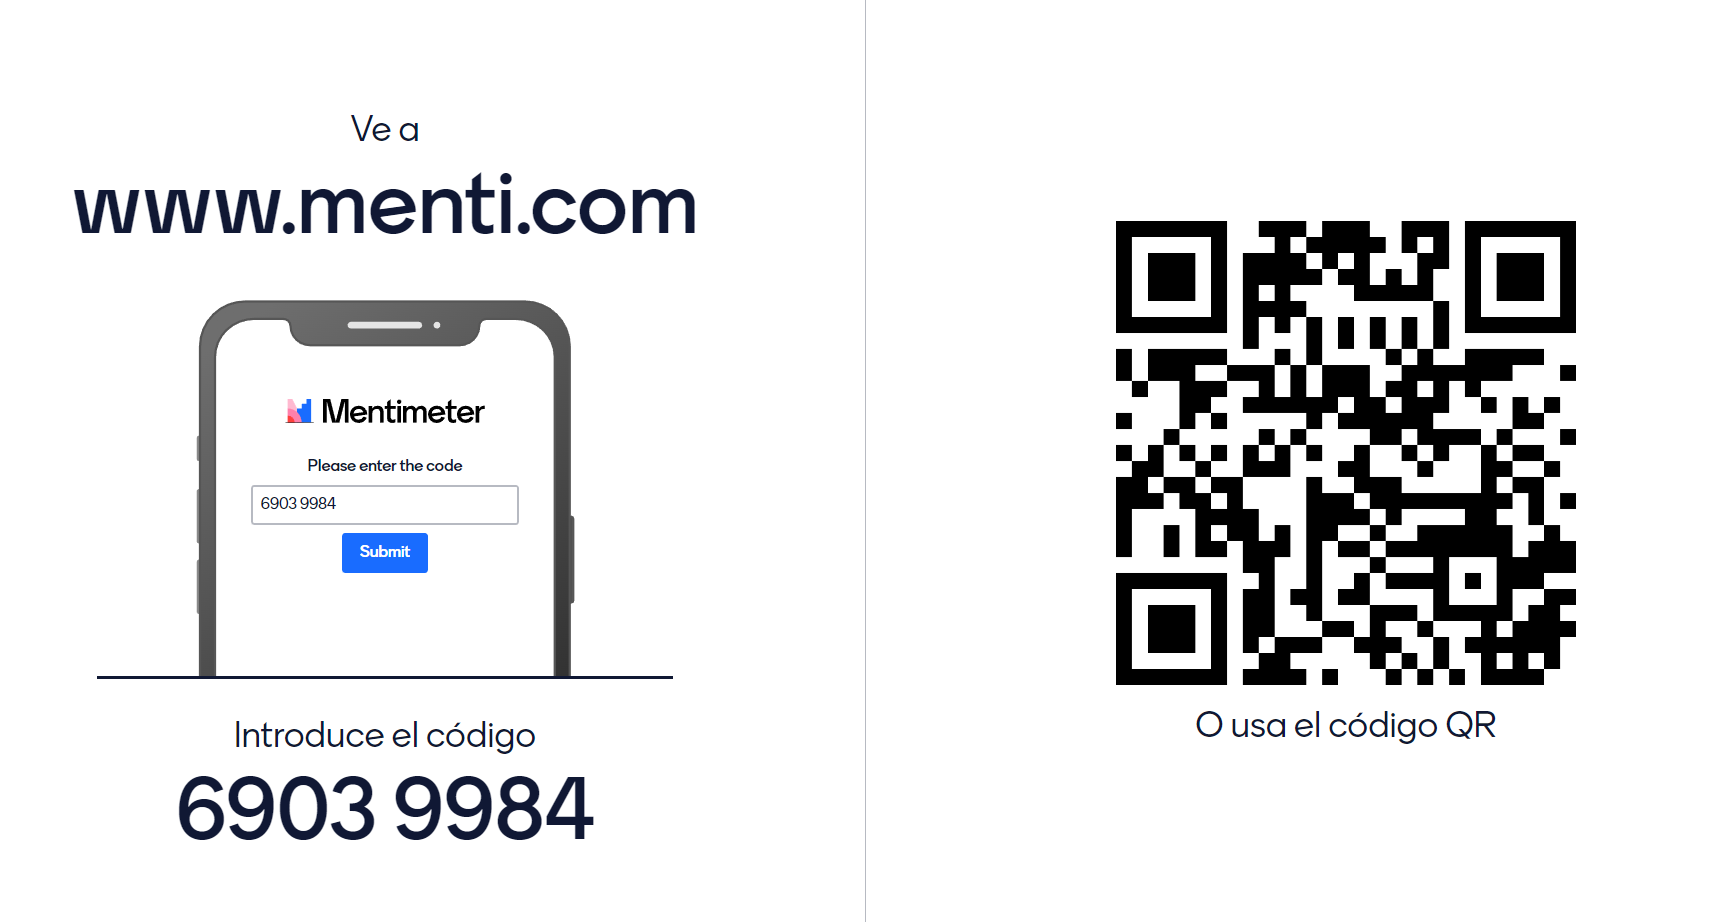 Ve a
www.menti.com
Mentimeter
Please enter the code
6903 9984
Submit
Introduce el código
6903 9984
O usa el código QR